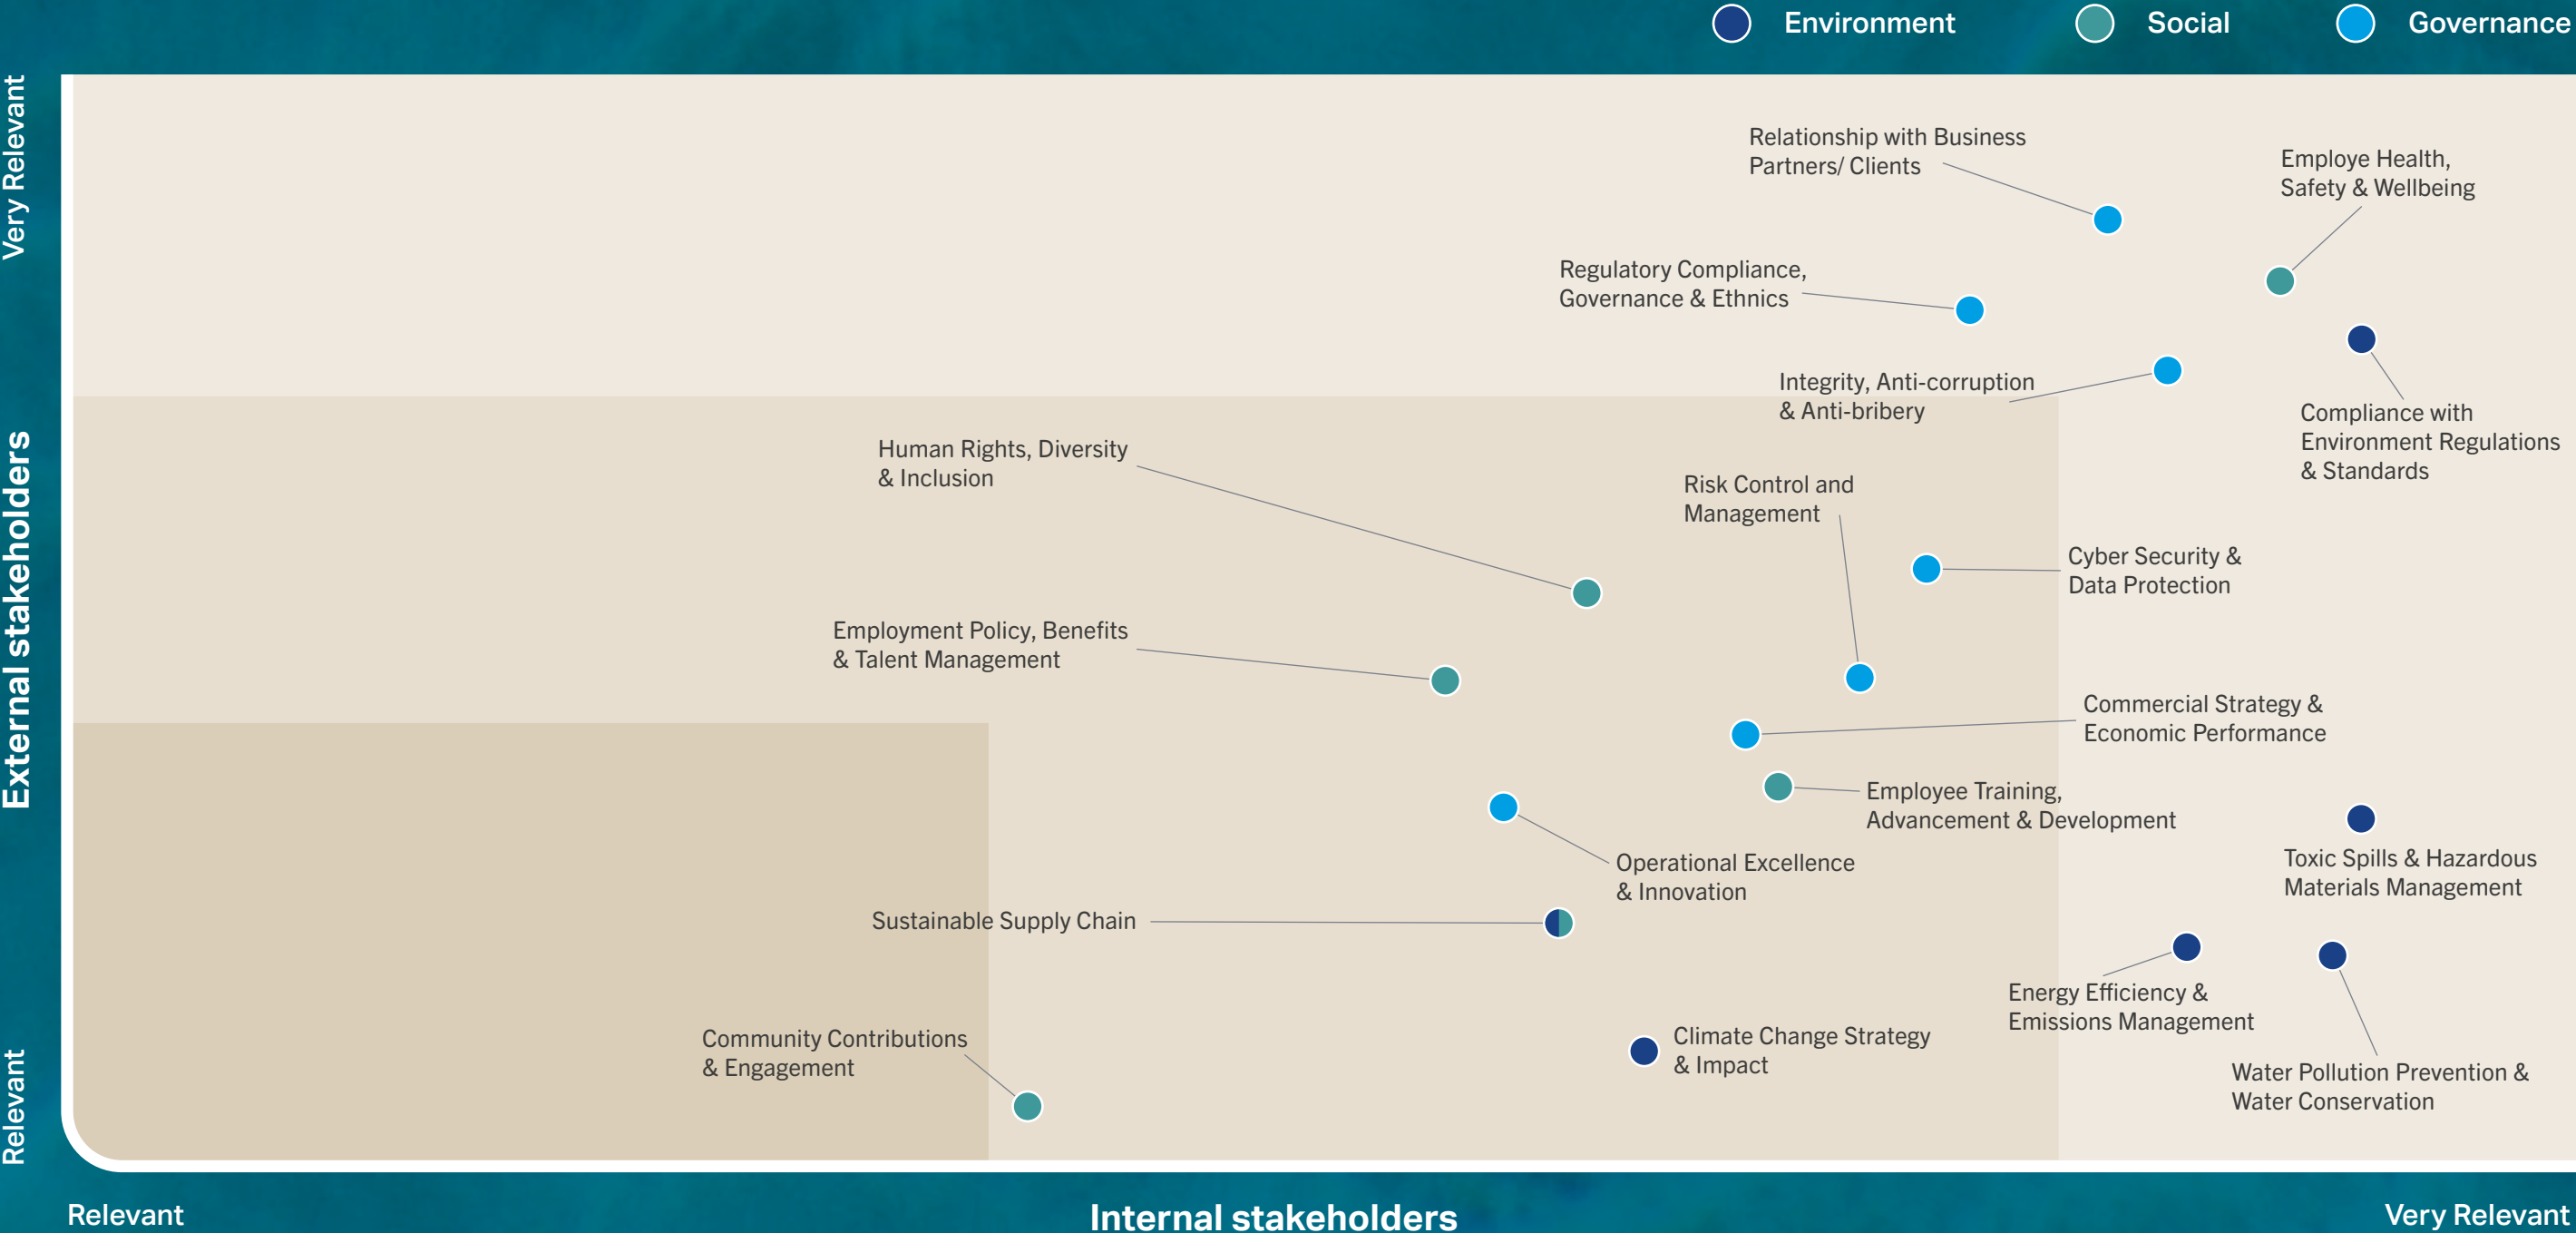 Environment
Social
Governance
Very Relevant
External stakeholders
Relevant
Relationship with Business
Partners/ Clients
Employe Health,
Safety & Wellbeing
Regulatory Compliance,
Governance & Ethnics
Integrity, Anti-corruption
& Anti-bribery
Compliance with
Environment Regulations
& Standards
Human Rights, Diversity
& Inclusion
Risk Control and
Management
Cyber Security &
Data Protection
Employment Policy, Benefits
& Talent Management
Commercial Strategy &
Economic Performance
Employee Training,
Advancement & Development
Operational Excellence
& Innovation
Toxic Spills & Hazardous
Materials Management
Sustainable Supply Chain
Energy Efficiency &
Emissions Management
Community Contributions
& Engagement
Climate Change Strategy
& Impact
Water Pollution Prevention &
Water Conservation
Relevant
Internal stakeholders
Very Relevant